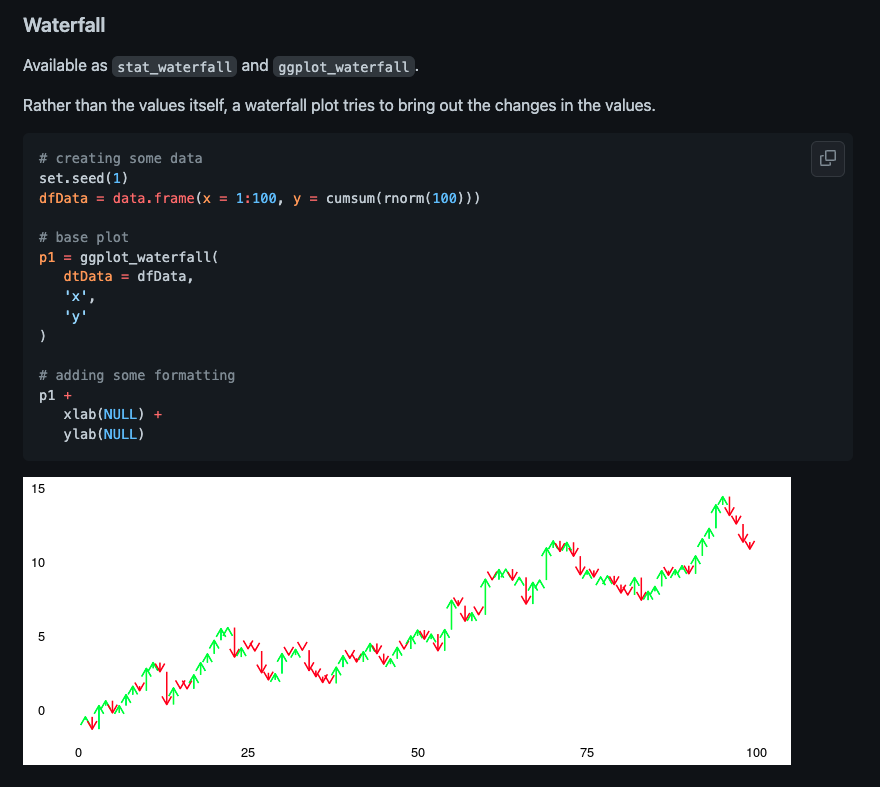 Waterfall
Available as stat_waterfall and ggplot_waterfall.
Rather than the values itself, a waterfall plot tries to bring out the changes in the values.
# creating some data
set.seed(1)
dfData = data.frame(x = 1:100, y = cumsum(rnorm(100)))
# base plot
p1 = ggplot_waterfall(
   dtData = dfData,
   'x',
   'y'
)
# adding some formatting
p1 +
   xlab(NULL) +
   ylab(NULL)
15
10
5
0
0 25 50 75 100